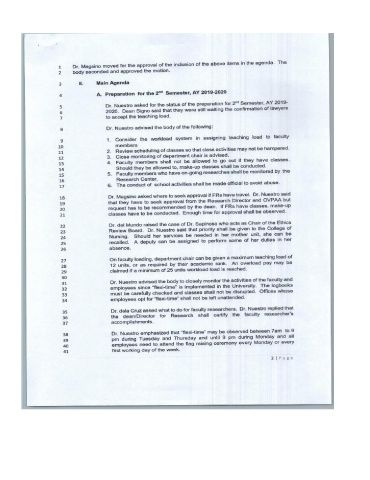 1 Dr. Magsino moved for the approval of the inclusion of the above items in the agenda. The
2 body seconded and approved the motion.
3 II. Main Agenda
4 A. Preparation for the 2nd Semester, AY 2019-2020
5 Dr. Nuestro asked for the status of the preparation for 2nd Semester, AY 2019-
6 2020. Dean Signo said that they were still waiting the confirmation of lawyers
7 to accept the teaching load.
8 Dr. Nuestro advised the body of the following:
9 1. Consider the workload system in assigning teaching load to faculty
10 members
11 2. Review scheduling of classes so that class activities may not be hampered.
12 3. Close monitoring of department chair is advised.
13 4. Faculty members shall not be allowed to go out if they have classes.
14 Should they be allowed to, make-up classes shall be conducted.
15 5. Faculty members who have on-going researches shall be monitored by the
16 Research Center.
17 6. The conduct of school activities shall be made official to avoid abuse.
18 Dr. Magsino asked where to seek approval if FRs have travel. Dr. Nuestro said
19 that they have to seek approval from the Research Director and OVPAA but
20 request has to be recommended by the dean. If FRs have classes, make-up
21 classes have to be conducted. Enough time for approval shall be observed.
22 Dr. del Mundo raised the case of Dr. Supresno who acts as Chair of the Ethics
23 Review Board. Dr. Nuestro said that priority shall be given to the College of
24 Nursing. Should her services be needed in her mother unit, she can be
25 recalled. A deputy can be assigned to perform some of her duties in her
26 absence.
27 On faculty loading, department chair can be given a maximum teaching load of
28 12 units, or as required by their academic rank. An overload pay may be
29 claimed if a minimum of 25 units workload load is reached.
30 Dr. Nuestro advised the body to closely monitor the activities of the faculty and
31 employees since "flexi-time" is implemented in the University. The logbooks
32 must be carefully checked and classes shall not be disrupted. Offices whose
33 employees opt for "flexi-time" shall not be left unattended.
34
35 Dr. dela Cruz asked what to do for faculty researchers. Dr. Nuestro replied that
36 the dean/Director for Research shall certify the faculty researcher's
37 accomplishments.
38 Dr. Nuestro emphasized that "flexi-time" may be observed between 7am to 9
39 pm during Tuesday and Thursday and until 9 pm during Monday and all
40 employees need to attend the flag raising ceremony every Monday or every
41 first working day of the week.
2 | P a g e